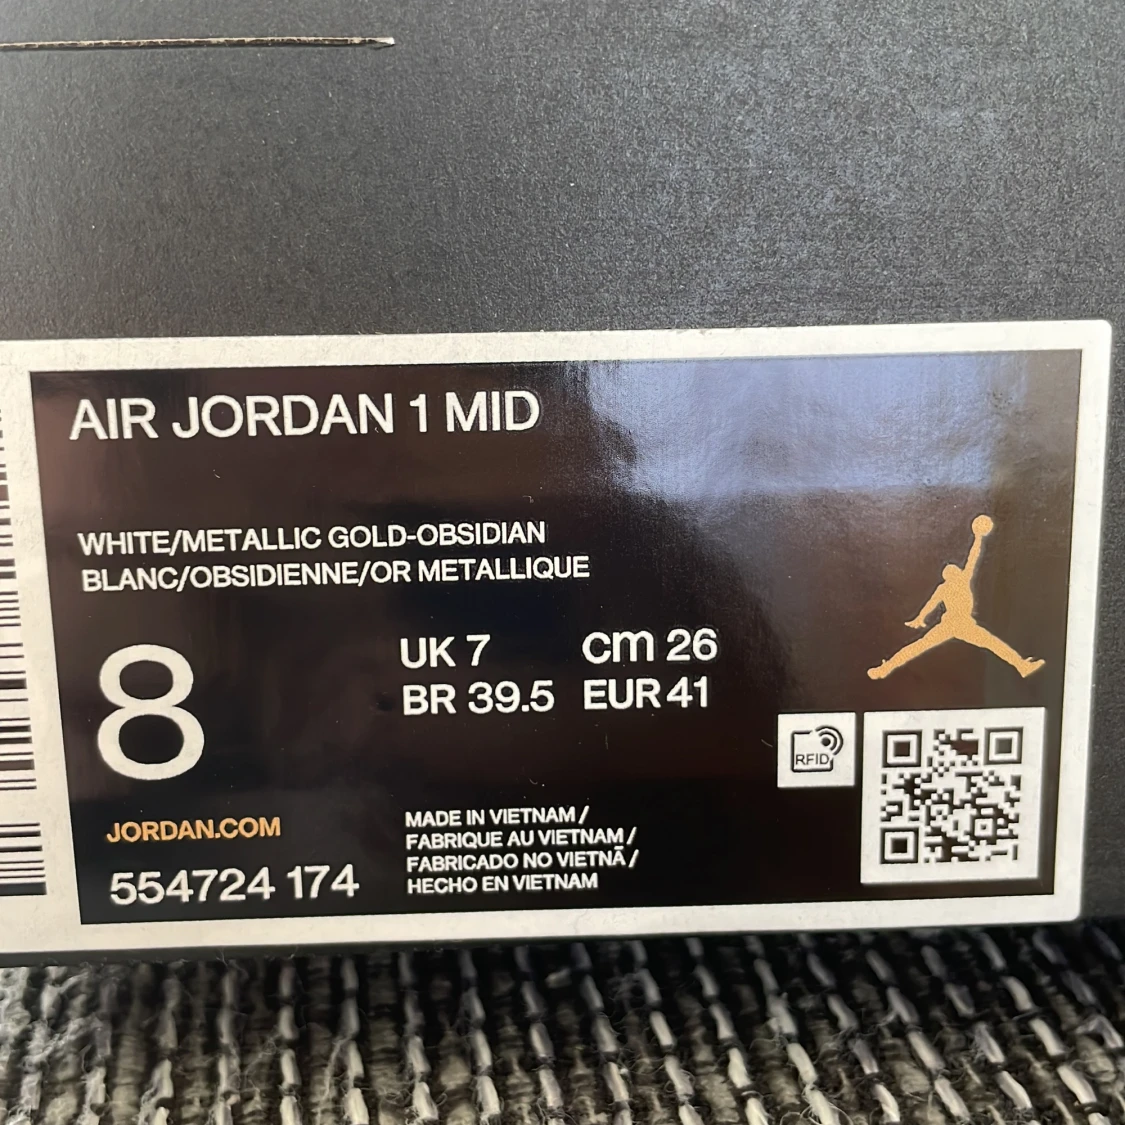 AIR JORDAN 1 MID
WHITE/METALLIC GOLD-OBSIDIAN
BLANC/OBSIDIENNE/OR METALLIQUE
8
UK 7 cm 26
BR 39.5 EUR 41
RFID
JORDAN.COM
554724 174
MADE IN VIETNAM /
FABRIQUE AU VIETNAM /
FABRICADO NO VIETNÃ /
HECHO EN VIETNAM